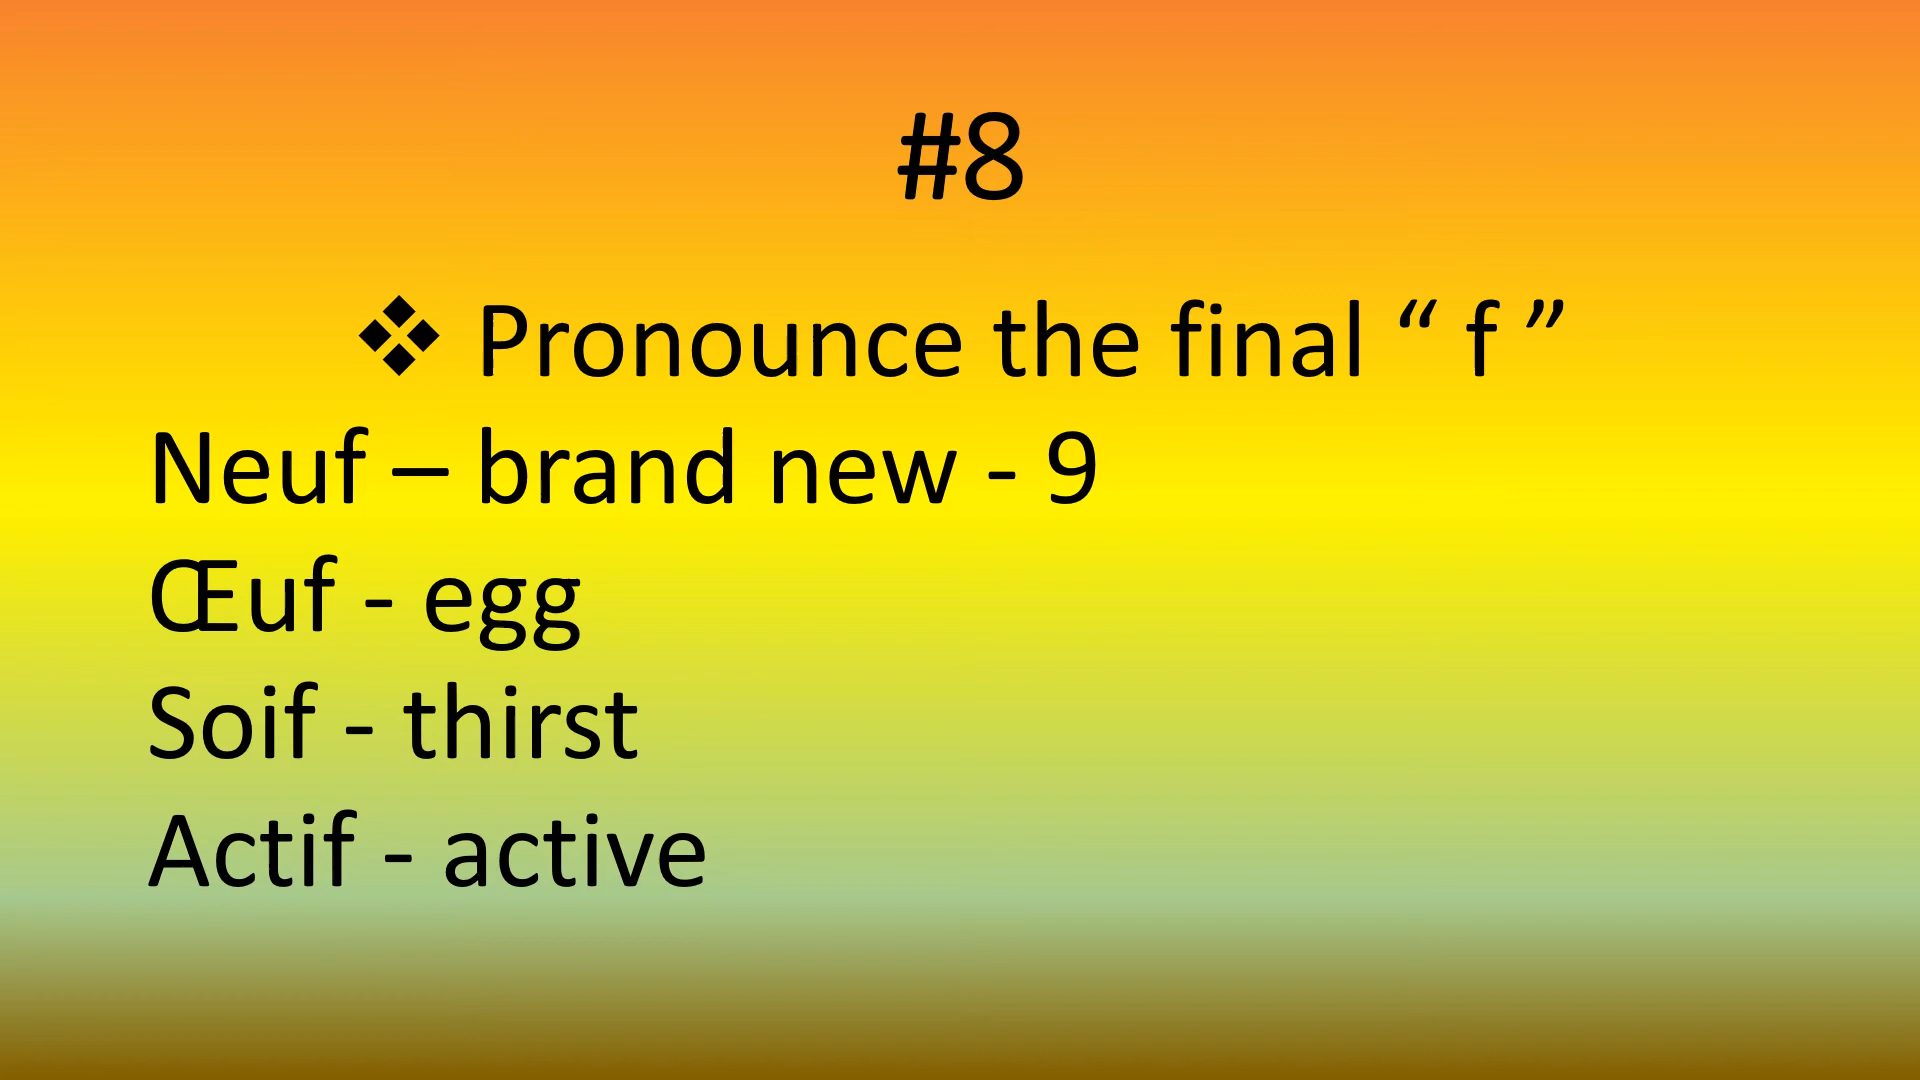 #8
❖ Pronounce the final “ f ”
Neuf – brand new - 9
Œuf - egg
Soif - thirst
Actif - active